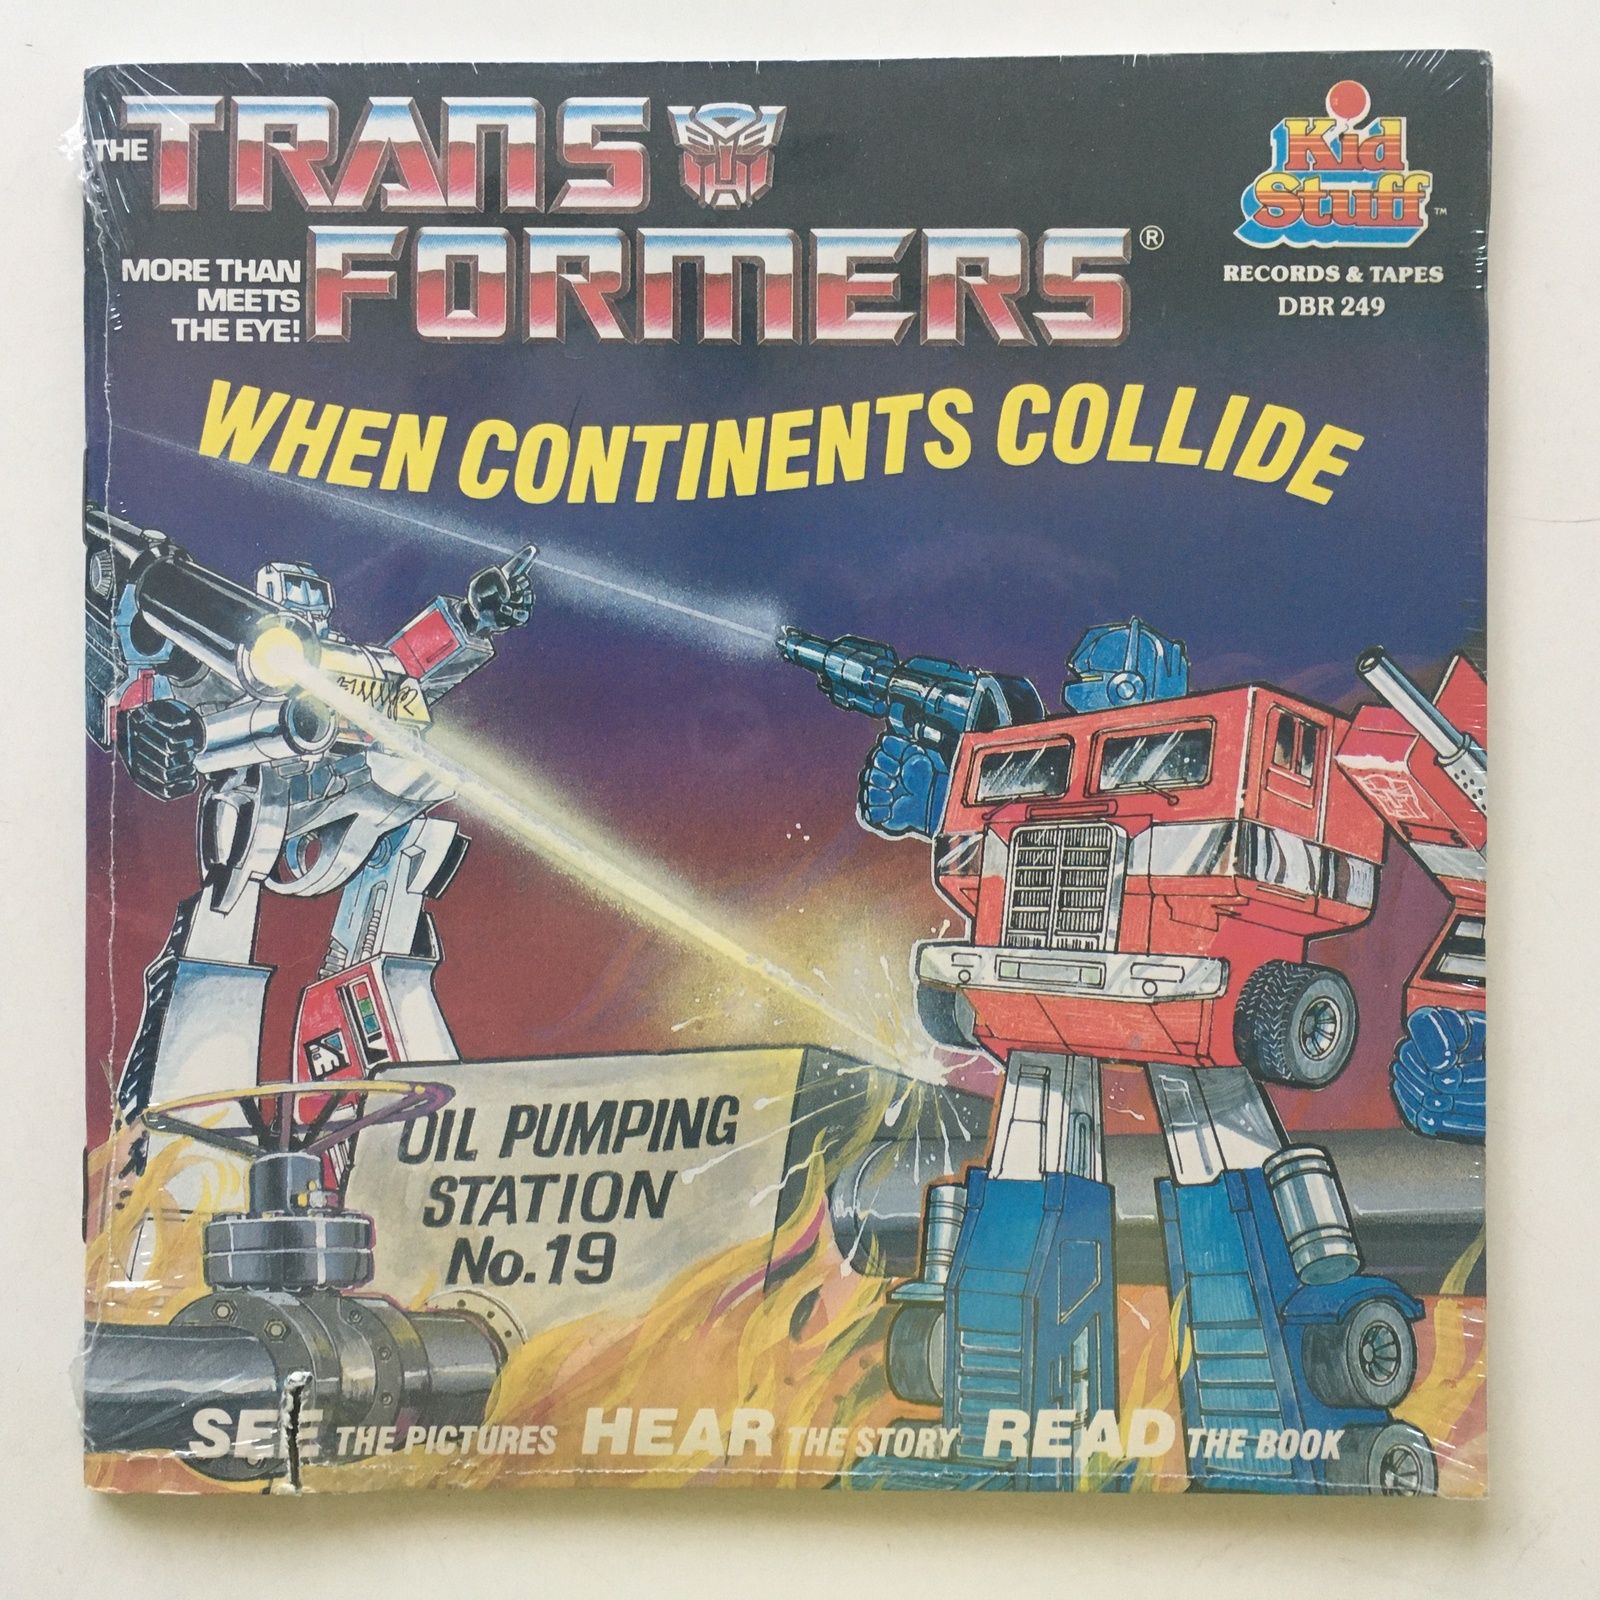 THE TRANS
FORMERS®
MORE THAN
MEETS
THE EYE!
Kid
Stuff™
RECORDS & TAPES
DBR 249
WHEN CONTINENTS COLLIDE
OIL PUMPING
STATION
No.19
SEE THE PICTURES HEAR THE STORY READ THE BOOK